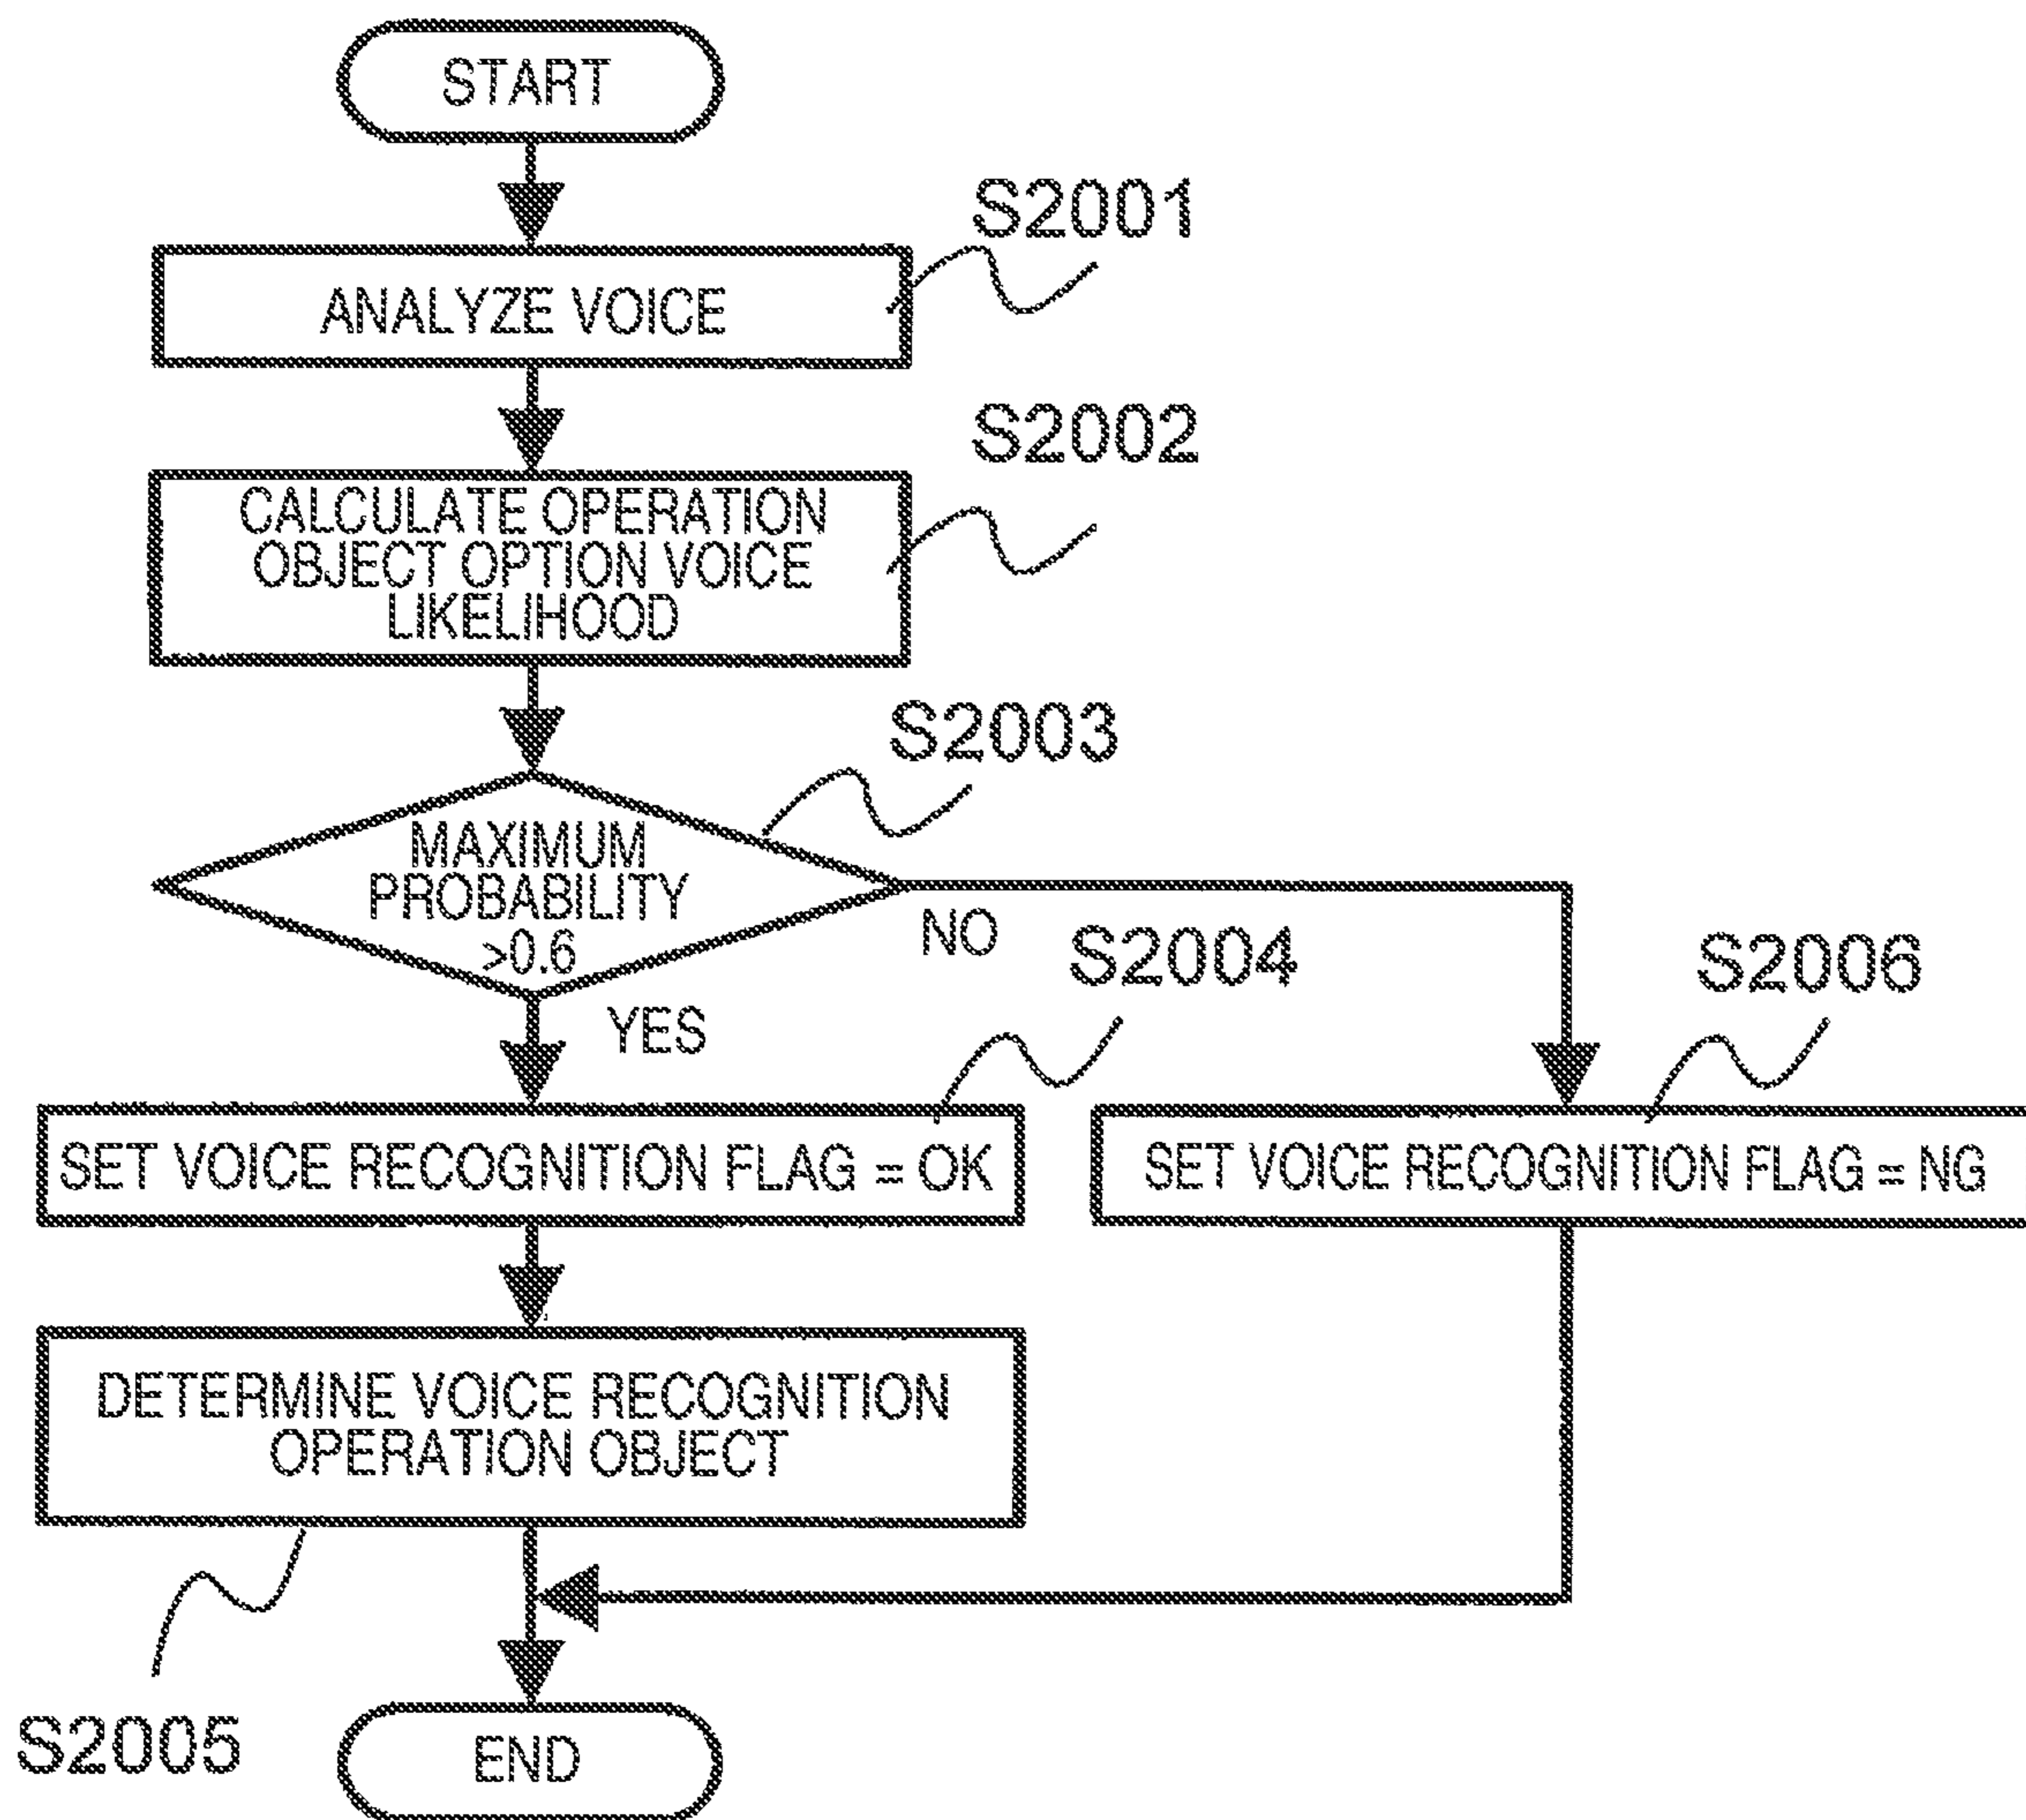 START
S2001
ANALYZE VOICE
S2002
CALCULATE OPERATION
OBJECT OPTION VOICE
LIKELIHOOD
S2003
MAXIMUM
PROBABILITY
>0.6
NO
YES
S2004
S2006
SET VOICE RECOGNITION FLAG = OK
SET VOICE RECOGNITION FLAG = NG
DETERMINE VOICE RECOGNITION
OPERATION OBJECT
S2005
END